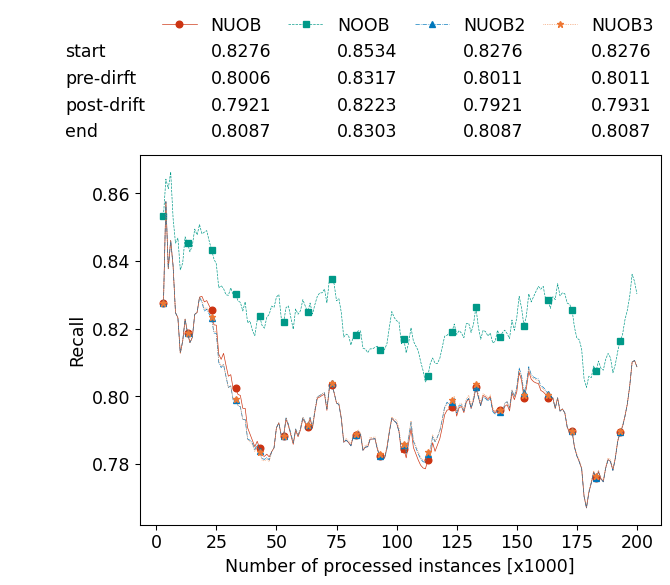 NUOB NOOB NUOB2 NUOB3
start 0.8276 0.8534 0.8276 0.8276
pre-dirft 0.8006 0.8317 0.8011 0.8011
post-drift 0.7921 0.8223 0.7921 0.7931
end 0.8087 0.8303 0.8087 0.8087
0.86
0.84
0.82
0.80
0.78
Recall
0 25 50 75 100 125 150 175 200
Number of processed instances [x1000]